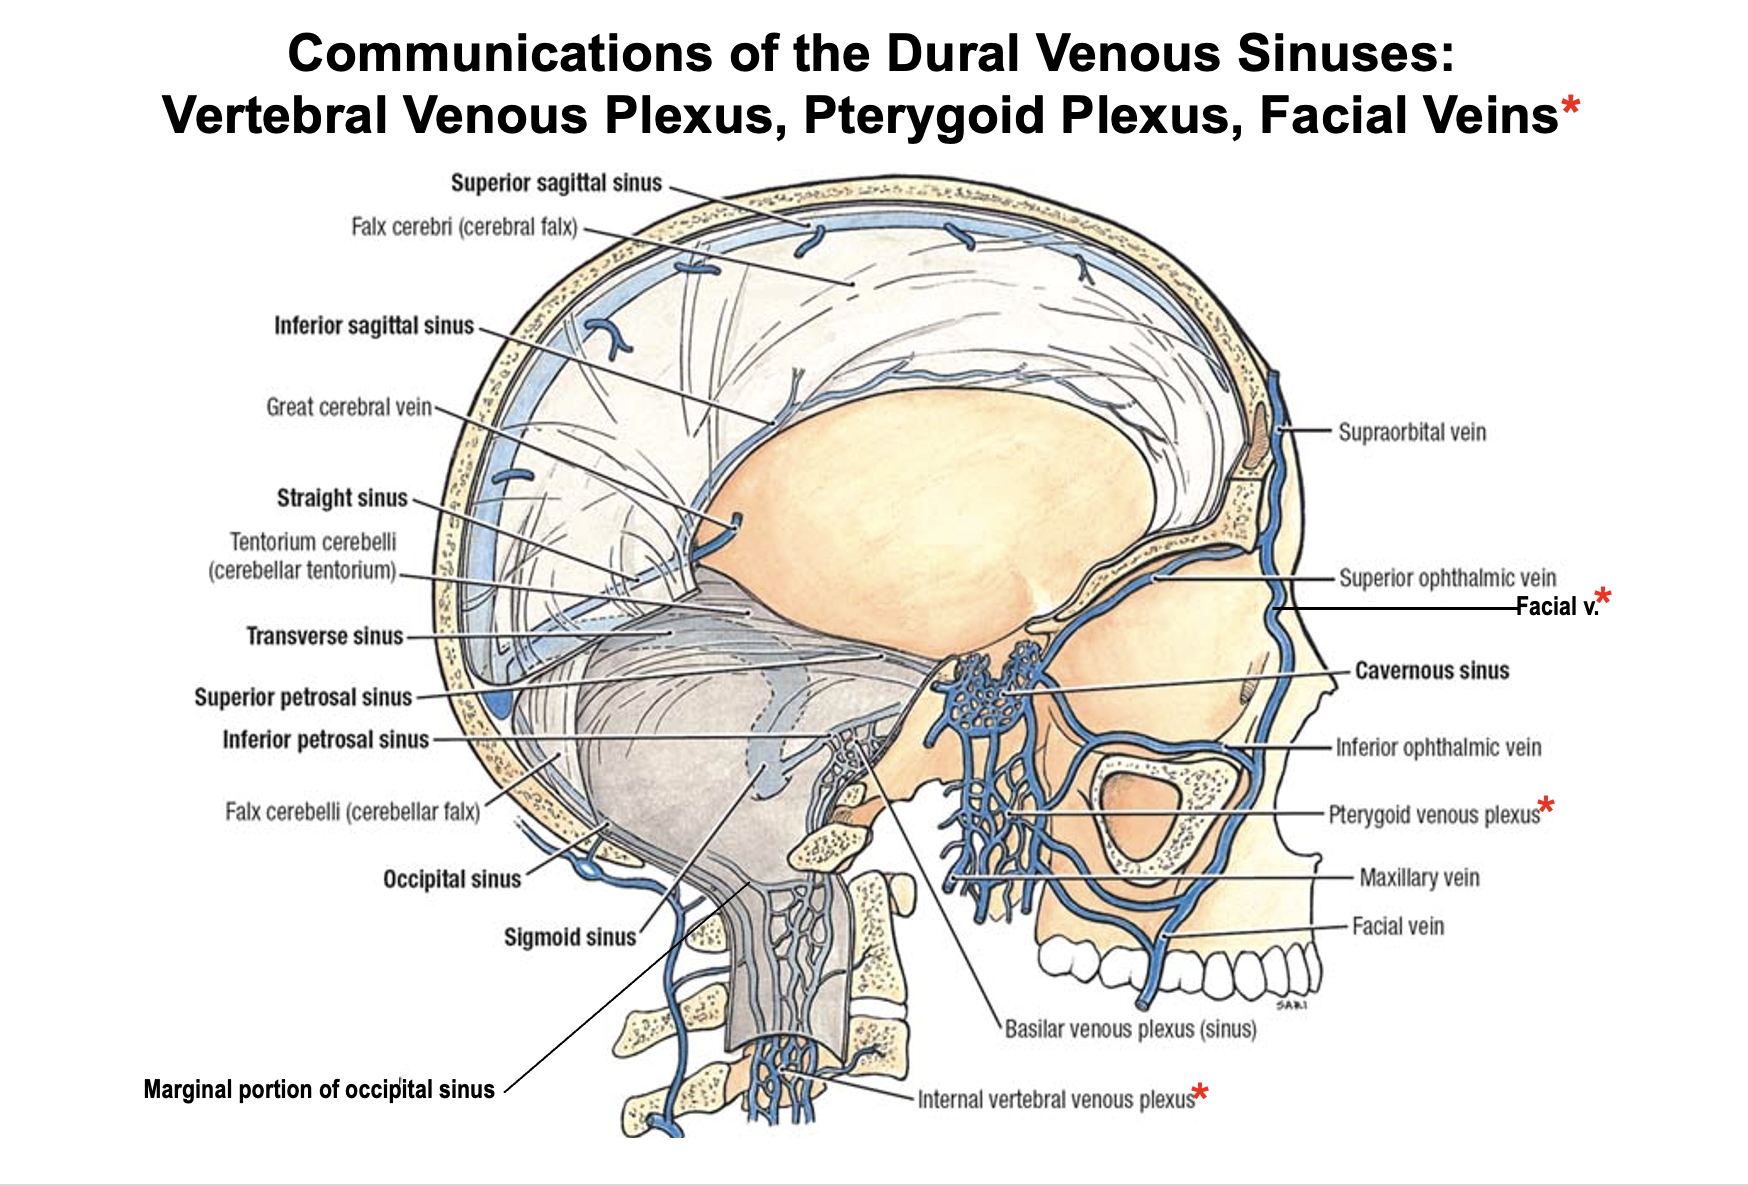 Communications of the Dural Venous Sinuses:
Vertebral Venous Plexus, Pterygoid Plexus, Facial Veins*
Superior sagittal sinus
Falx cerebri (cerebral falx)
Inferior sagittal sinus
Great cerebral vein
Straight sinus
Tentorium cerebelli
(cerebellar tentorium)
Transverse sinus
Superior petrosal sinus
Inferior petrosal sinus
Falx cerebelli (cerebellar falx)
Occipital sinus
Sigmoid sinus
Marginal portion of occipital sinus
Supraorbital vein
Superior ophthalmic vein
Facial v.*
Cavernous sinus
Inferior ophthalmic vein
Pterygoid venous plexus*
Maxillary vein
Facial vein
SARI
Basilar venous plexus (sinus)
Internal vertebral venous plexus*